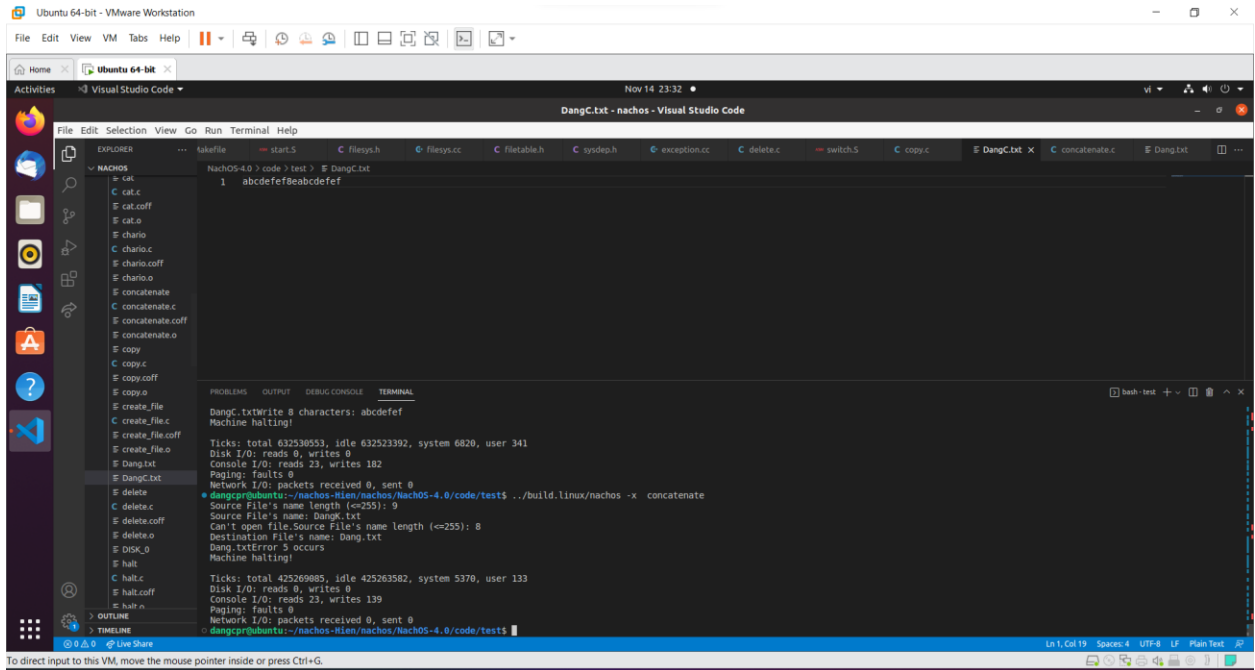 Ubuntu 64-bit - VMware Workstation
File Edit View VM Tabs Help
Home
Ubuntu 64-bit
Activities
Visual Studio Code
Nov 14 23:32
vi
DangC.txt - nachos - Visual Studio Code
File Edit Selection View Go Run Terminal Help
EXPLORER
Makefile start.S filesys.h filesys.cc filetable.h sysdep.h exception.cc delete.c switch.S copy.c DangC.txt concatenate.c Dang.txt
NACHOS
NachOS-4.0 > code > test > DangC.txt
1 abcdefef8eabcdefef
cat
cat.c
cat.coff
cat.o
chario
chario.c
chario.coff
chario.o
concatenate
concatenate.c
concatenate.coff
concatenate.o
copy
copy.c
copy.coff
copy.o
create_file
create_file.c
create_file.coff
create_file.o
Dang.txt
DangC.txt
delete
delete.c
delete.coff
delete.o
DISK_0
halt
halt.c
halt.coff
halt.o
OUTLINE
TIMELINE
PROBLEMS OUTPUT DEBUG CONSOLE TERMINAL
bash - test
DangC.txtWrite 8 characters: abcdefef
Machine halting!
Ticks: total 632530553, idle 632523392, system 6820, user 341
Disk I/O: reads 0, writes 0
Console I/O: reads 23, writes 182
Paging: faults 0
Network I/O: packets received 0, sent 0
dangcpr@ubuntu:~/nachos-Hien/nachos/NachOS-4.0/code/test$ ../build.linux/nachos -x concatenate
Source File's name length (<=255): 9
Source File's name: DangK.txt
Can't open file.Source File's name length (<=255): 8
Destination File's name: Dang.txt
Dang.txtError 5 occurs
Machine halting!
Ticks: total 425269085, idle 425263582, system 5370, user 133
Disk I/O: reads 0, writes 0
Console I/O: reads 23, writes 139
Paging: faults 0
Network I/O: packets received 0, sent 0
dangcpr@ubuntu:~/nachos-Hien/nachos/NachOS-4.0/code/test$
0 0 Live Share
Ln 1, Col 19 Spaces: 4 UTF-8 LF Plain Text
To direct input to this VM, move the mouse pointer inside or press Ctrl+G.